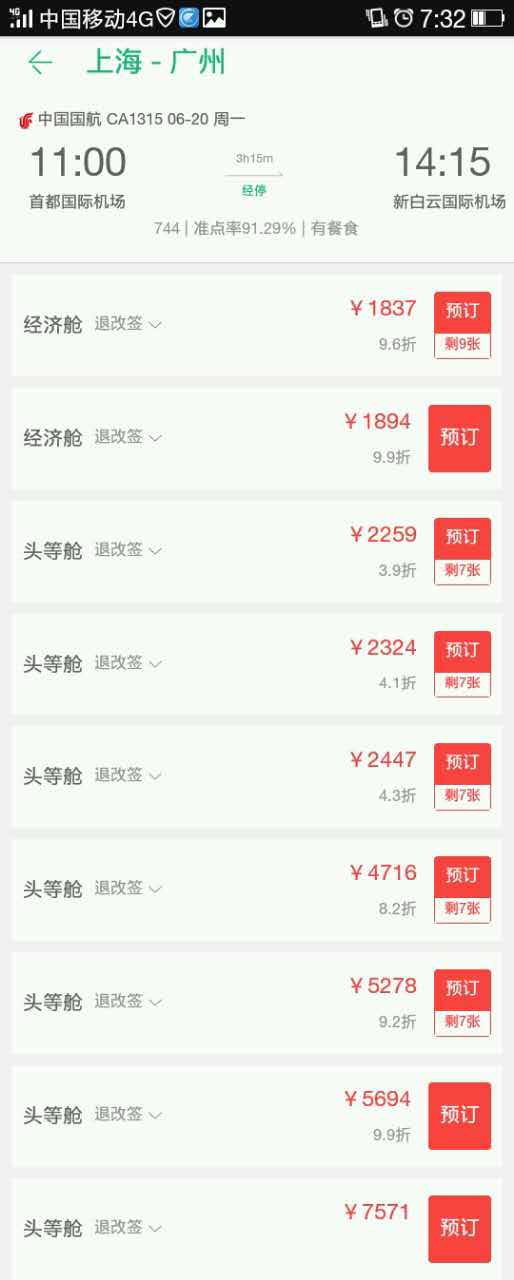 中国移动4G 7:32
上海 - 广州
中国国航 CA1315 06-20 周一
11:00 3h15m 14:15
首都国际机场 经停 新白云国际机场
744 | 准点率91.29% | 有餐食
经济舱 退改签 ￥1837 预订
9.6折 剩9张
经济舱 退改签 ￥1894 预订
9.9折
头等舱 退改签 ￥2259 预订
3.9折 剩7张
头等舱 退改签 ￥2324 预订
4.1折 剩7张
头等舱 退改签 ￥2447 预订
4.3折 剩7张
头等舱 退改签 ￥4716 预订
8.2折 剩7张
头等舱 退改签 ￥5278 预订
9.2折 剩7张
头等舱 退改签 ￥5694 预订
9.9折
头等舱 退改签 ￥7571 预订